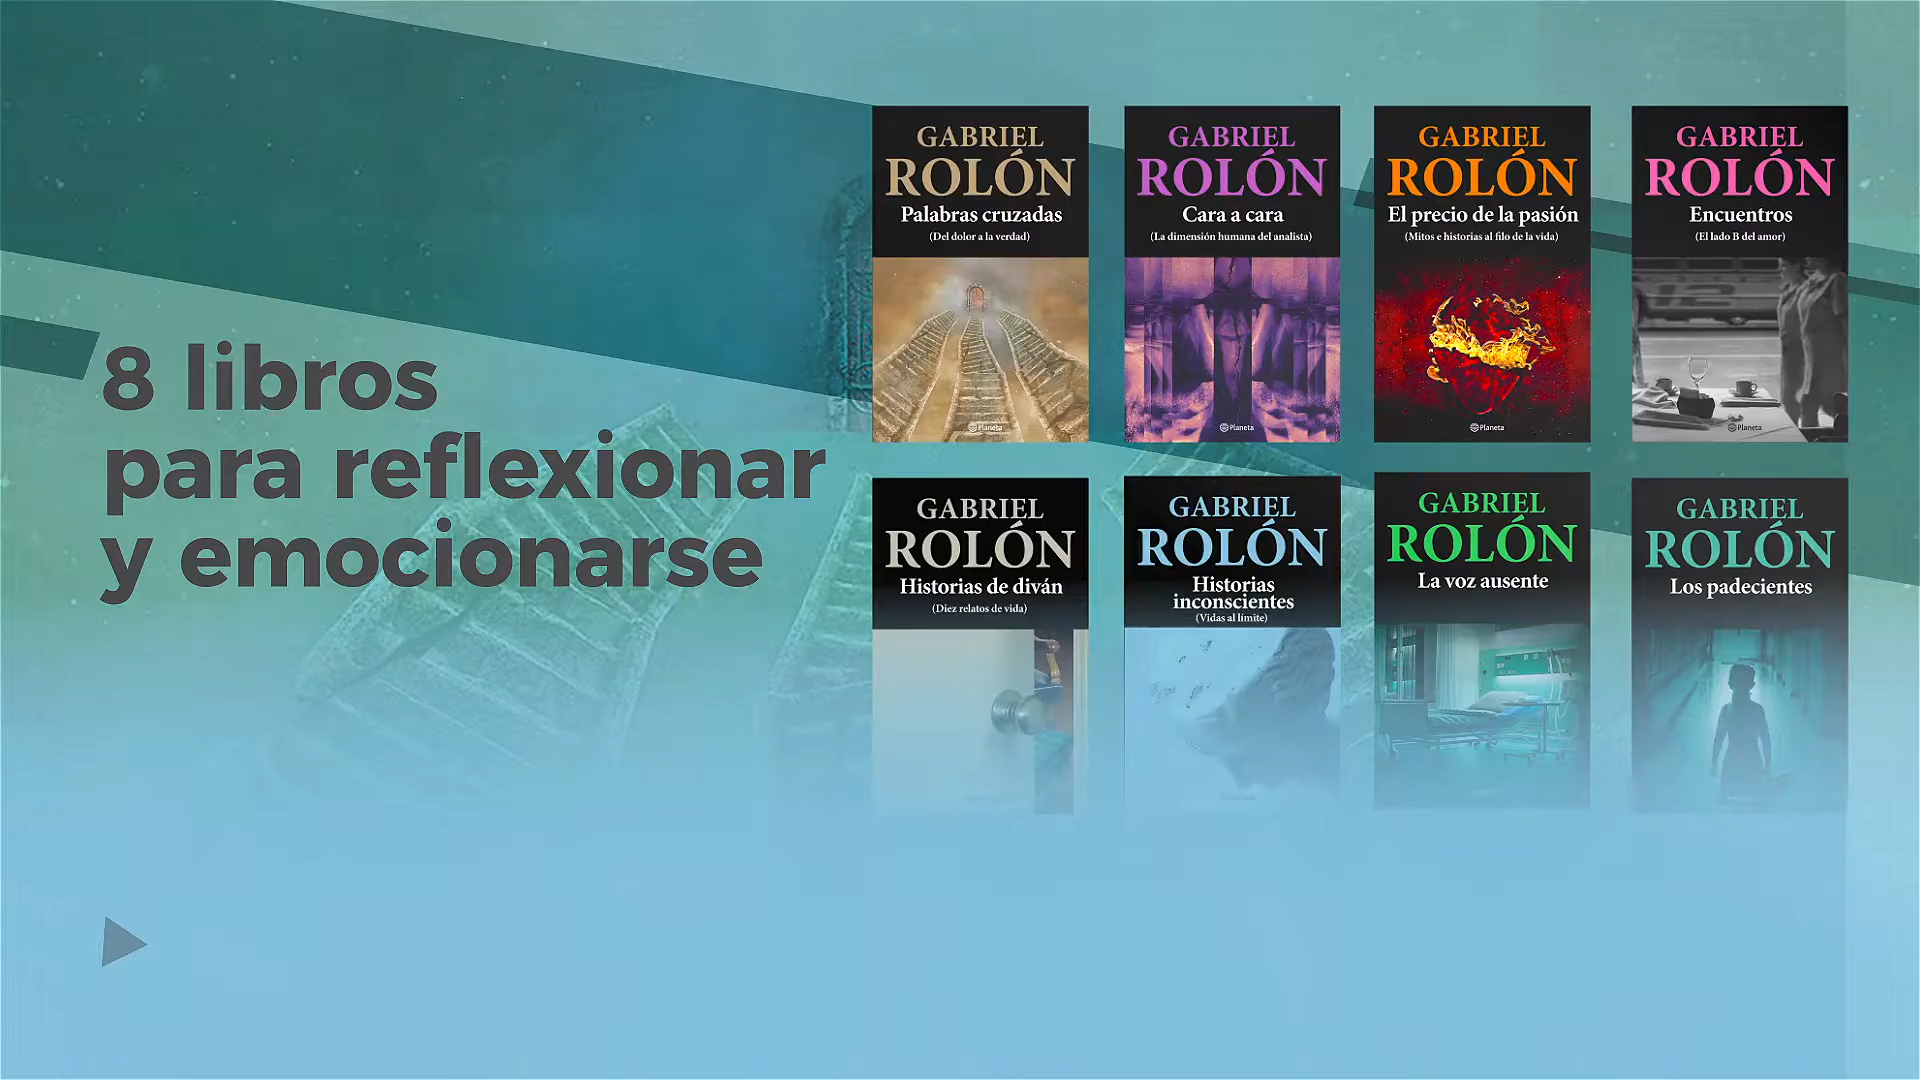 8 libros
para reflexionar
y emocionarse
GABRIEL
ROLÓN
Palabras cruzadas
(Del dolor a la verdad)
Planeta
GABRIEL
ROLÓN
Cara a cara
(La dimensión humana del analista)
Planeta
GABRIEL
ROLÓN
El precio de la pasión
(Mitos e historias al filo de la vida)
Planeta
GABRIEL
ROLÓN
Encuentros
(El lado B del amor)
Planeta
GABRIEL
ROLÓN
Historias de diván
(Diez relatos de vida)
GABRIEL
ROLÓN
Historias
inconscientes
(Vidas al límite)
GABRIEL
ROLÓN
La voz ausente
GABRIEL
ROLÓN
Los padecientes